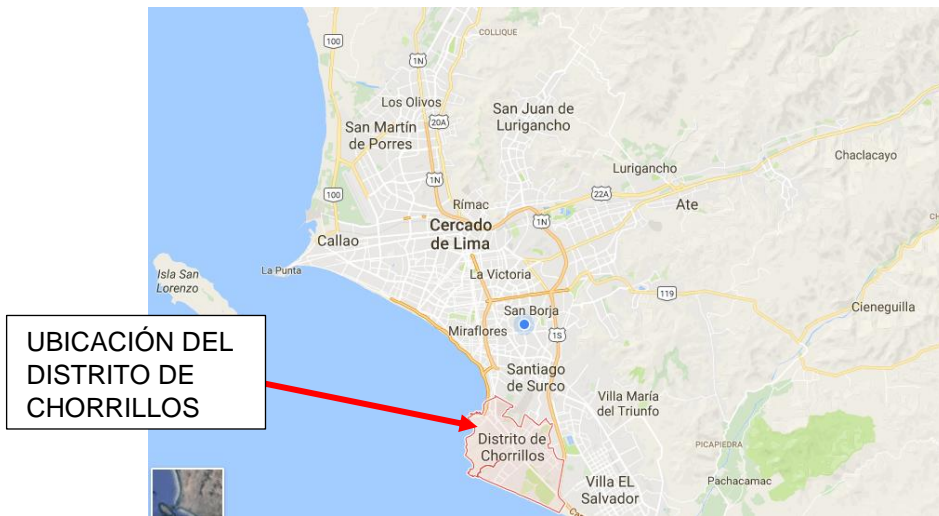 COLLIQUE
100
1N
Los Olivos
20A
San Juan de
Lurigancho
San Martín
de Porres
Chaclacayo
Lurigancho
1N
100
22A
Rímac
Ate
1N
Cercado
de Lima
Callao
La Punta
La Victoria
Isla San
Lorenzo
119
Cieneguilla
San Borja
Miraflores
1S
UBICACIÓN DEL
DISTRITO DE
CHORRILLOS
Santiago
de Surco
Villa María
del Triunfo
Distrito de
Chorrillos
PICAPIEDRA
Villa EL
Salvador
Pachacamac